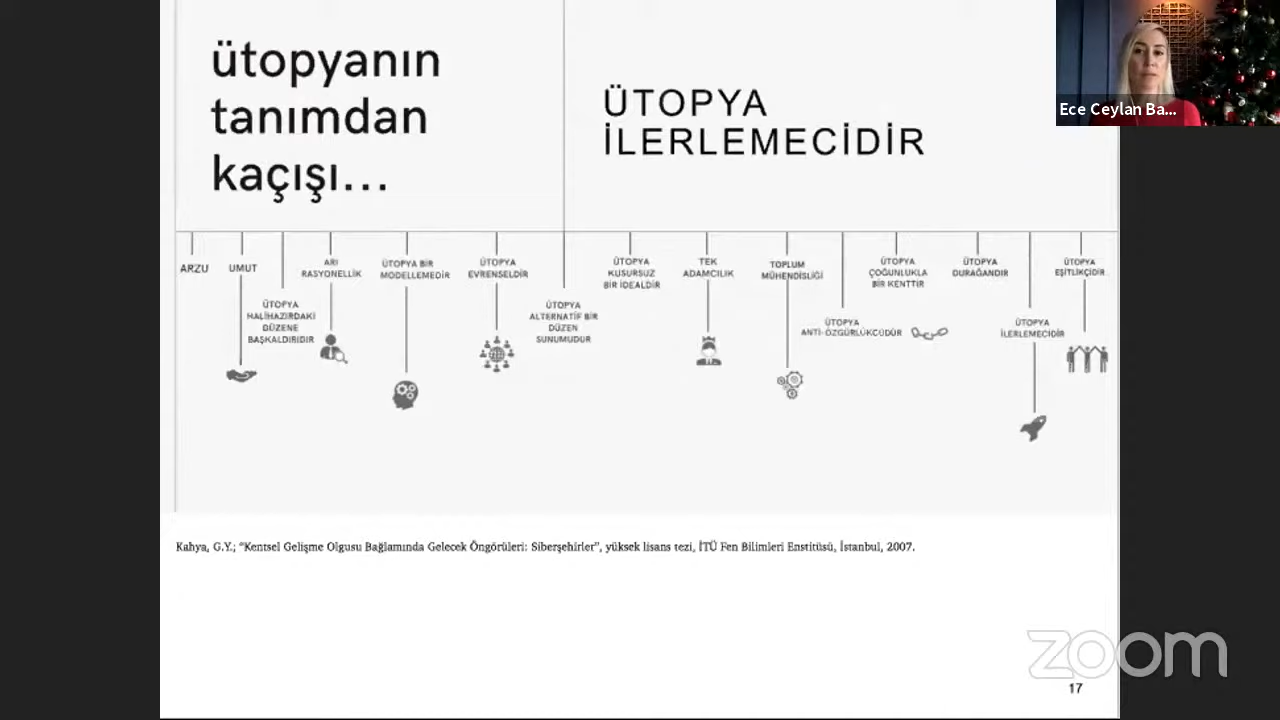 ütopyanın
tanımdan
kaçışı...
ÜTOPYA
İLERLEMECİDİR
Ece Ceylan Ba...
ARZU
UMUT
ÜTOPYA
HALİHAZIRDAKİ
DÜZENE
BAŞKALDIRIDIR
ARI
RASYONELLİK
ÜTOPYA BİR
MODELLEMEDİR
ÜTOPYA
EVRENSELDİR
ÜTOPYA
ALTERNATİF BİR
DÜZEN
SUNUMUDUR
ÜTOPYA
KUSURSUZ
BİR İDEALDİR
TEK
ADAMCILIK
TOPLUM
MÜHENDİSLİĞİ
ÜTOPYA
ANTİ-ÖZGÜRLÜKCÜDÜR
ÜTOPYA
ÇOĞUNLUKLA
BİR KENTTİR
ÜTOPYA
DURAĞANDIR
ÜTOPYA
İLERLEMECİDİR
ÜTOPYA
EŞİTLİKÇİDİR
Kahya, G.Y.; “Kentsel Gelişme Olgusu Bağlamında Gelecek Öngörüleri: Siberşehirler”, yüksek lisans tezi, İTÜ Fen Bilimleri Enstitüsü, İstanbul, 2007.
zoom
17